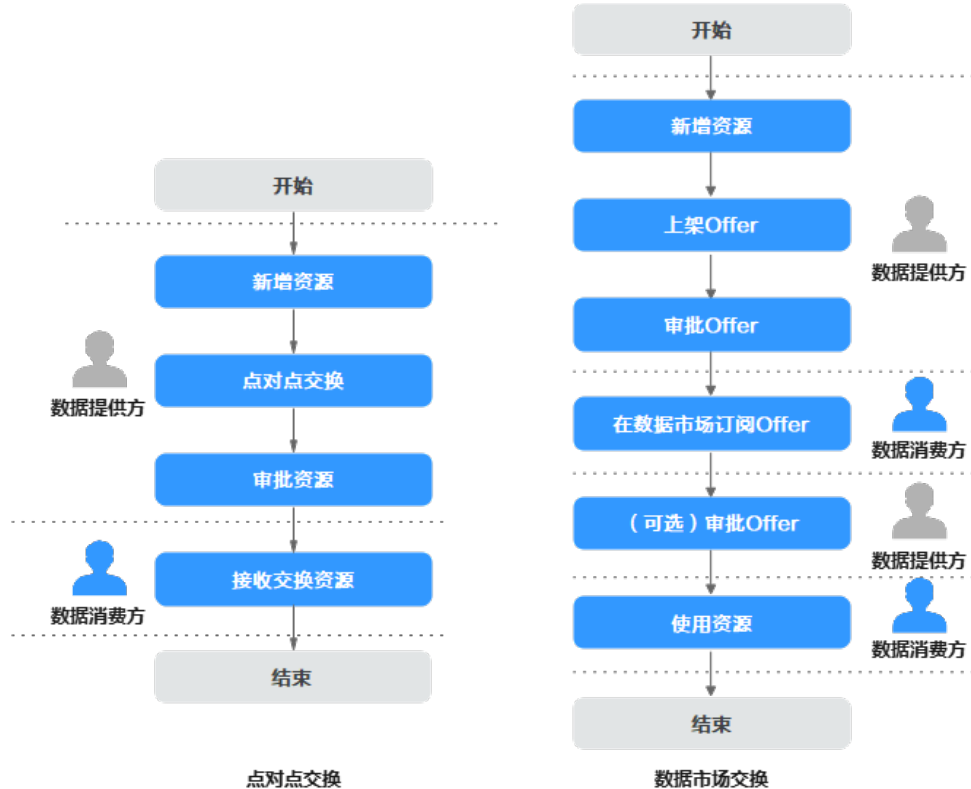 开始
新增资源
点对点交换
数据提供方
审批资源
接收交换资源
数据消费方
结束
点对点交换
开始
新增资源
上架Offer
数据提供方
审批Offer
在数据市场订阅Offer
数据消费方
（可选）审批Offer
数据提供方
使用资源
数据消费方
结束
数据市场交换